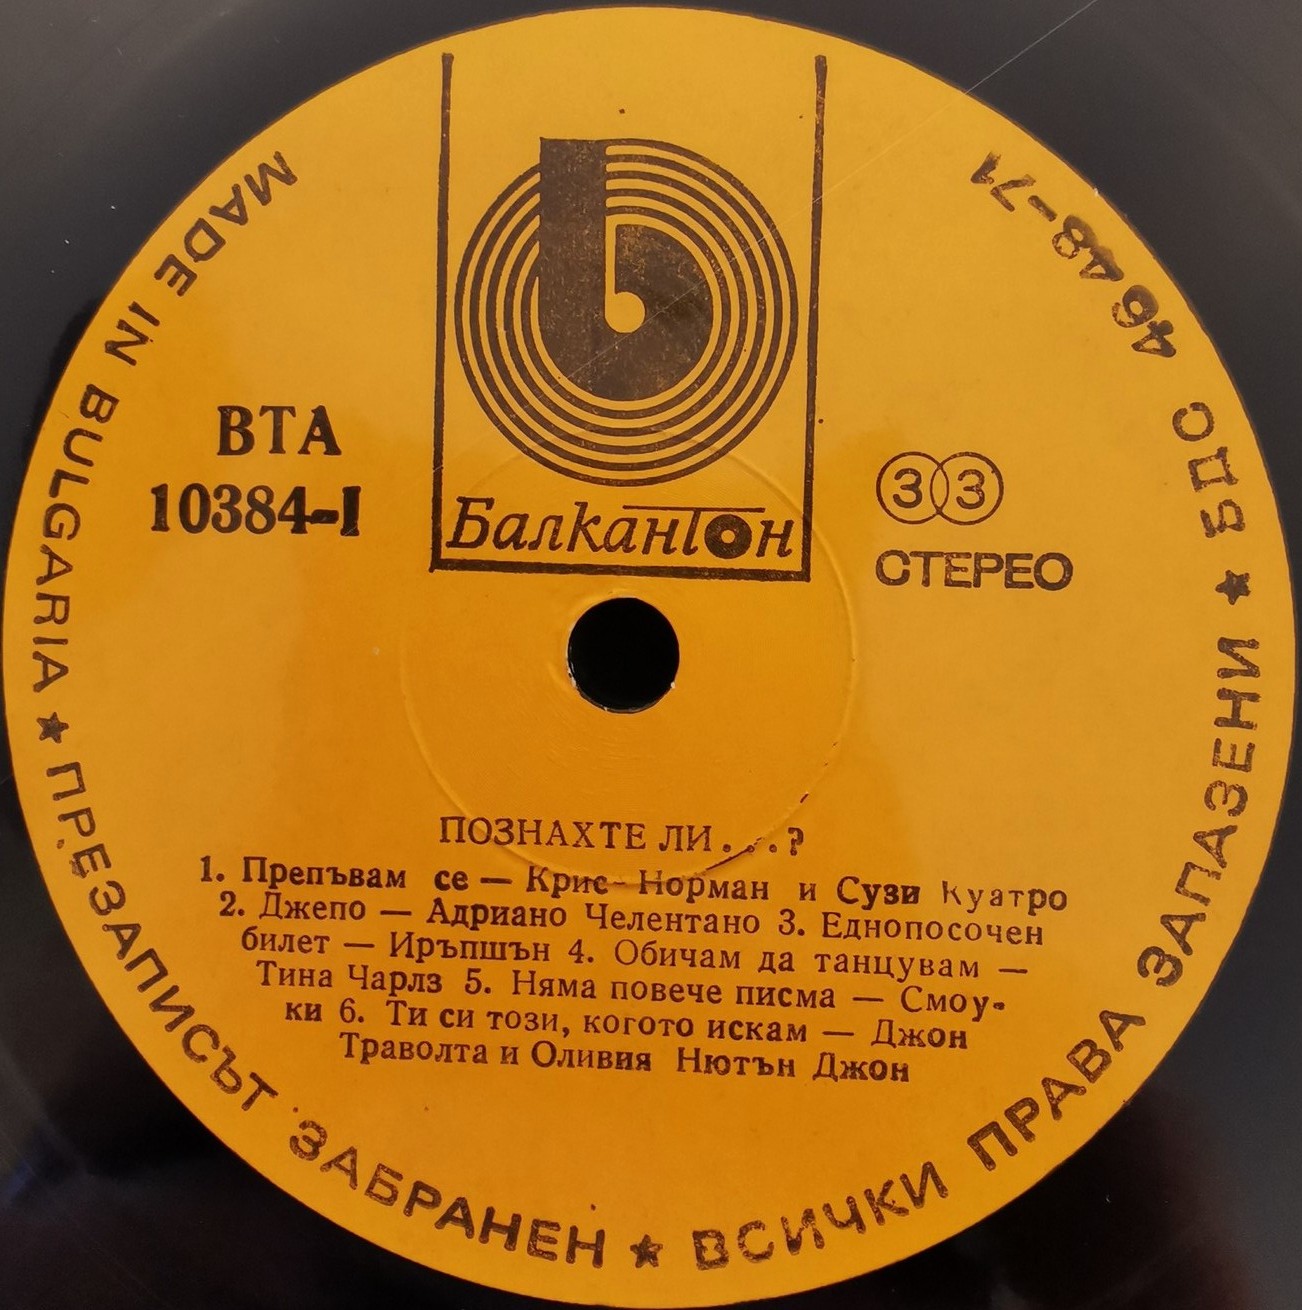 MADE IN BULGARIA ★ ПРЕЗАПИСЪТ ЗАБРАНЕН ★ ВСИЧКИ ПРАВА ЗАПАЗЕНИ ★ БДС 4648-71
Балкантон
ВТА
10384-I
33
СТЕРЕО
ПОЗНАХТЕ ЛИ...?
1. Препъвам се — Крис Норман и Сузи Куатро
2. Джепо — Адриано Челентано 3. Еднопосочен
билет — Иръпшън 4. Обичам да танцувам —
Тина Чарлз 5. Няма повече писма — Смоу-
ки 6. Ти си този, когото искам — Джон
Траволта и Оливия Нютън Джон